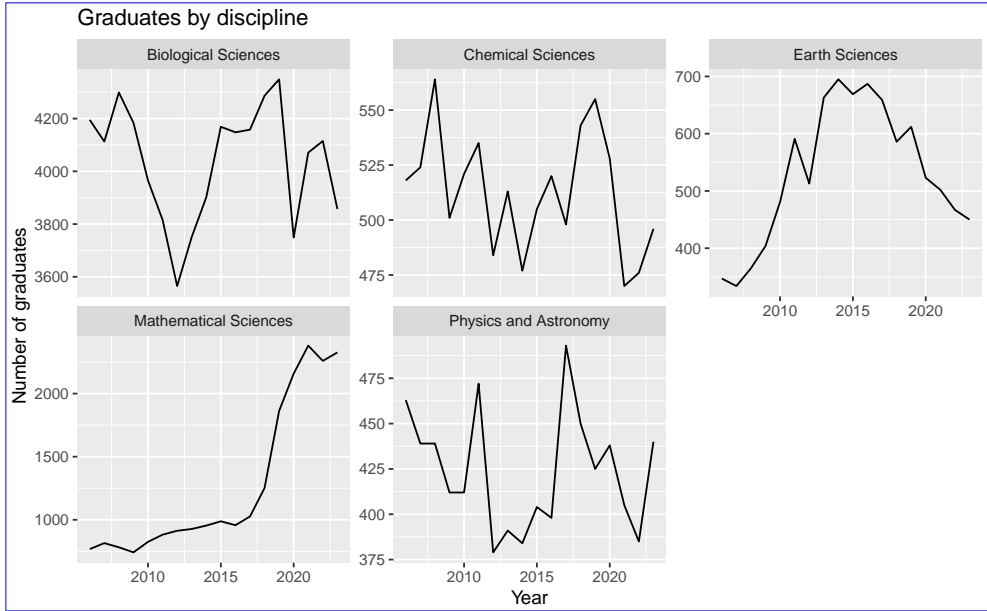 Graduates by discipline
Biological Sciences
Chemical Sciences
Earth Sciences
4200
4000
3800
3600
550
525
500
475
700
600
500
400
2010 2015 2020
Number of graduates
Mathematical Sciences
Physics and Astronomy
2000
1500
1000
475
450
425
400
375
2010 2015 2020
2010 2015 2020
Year